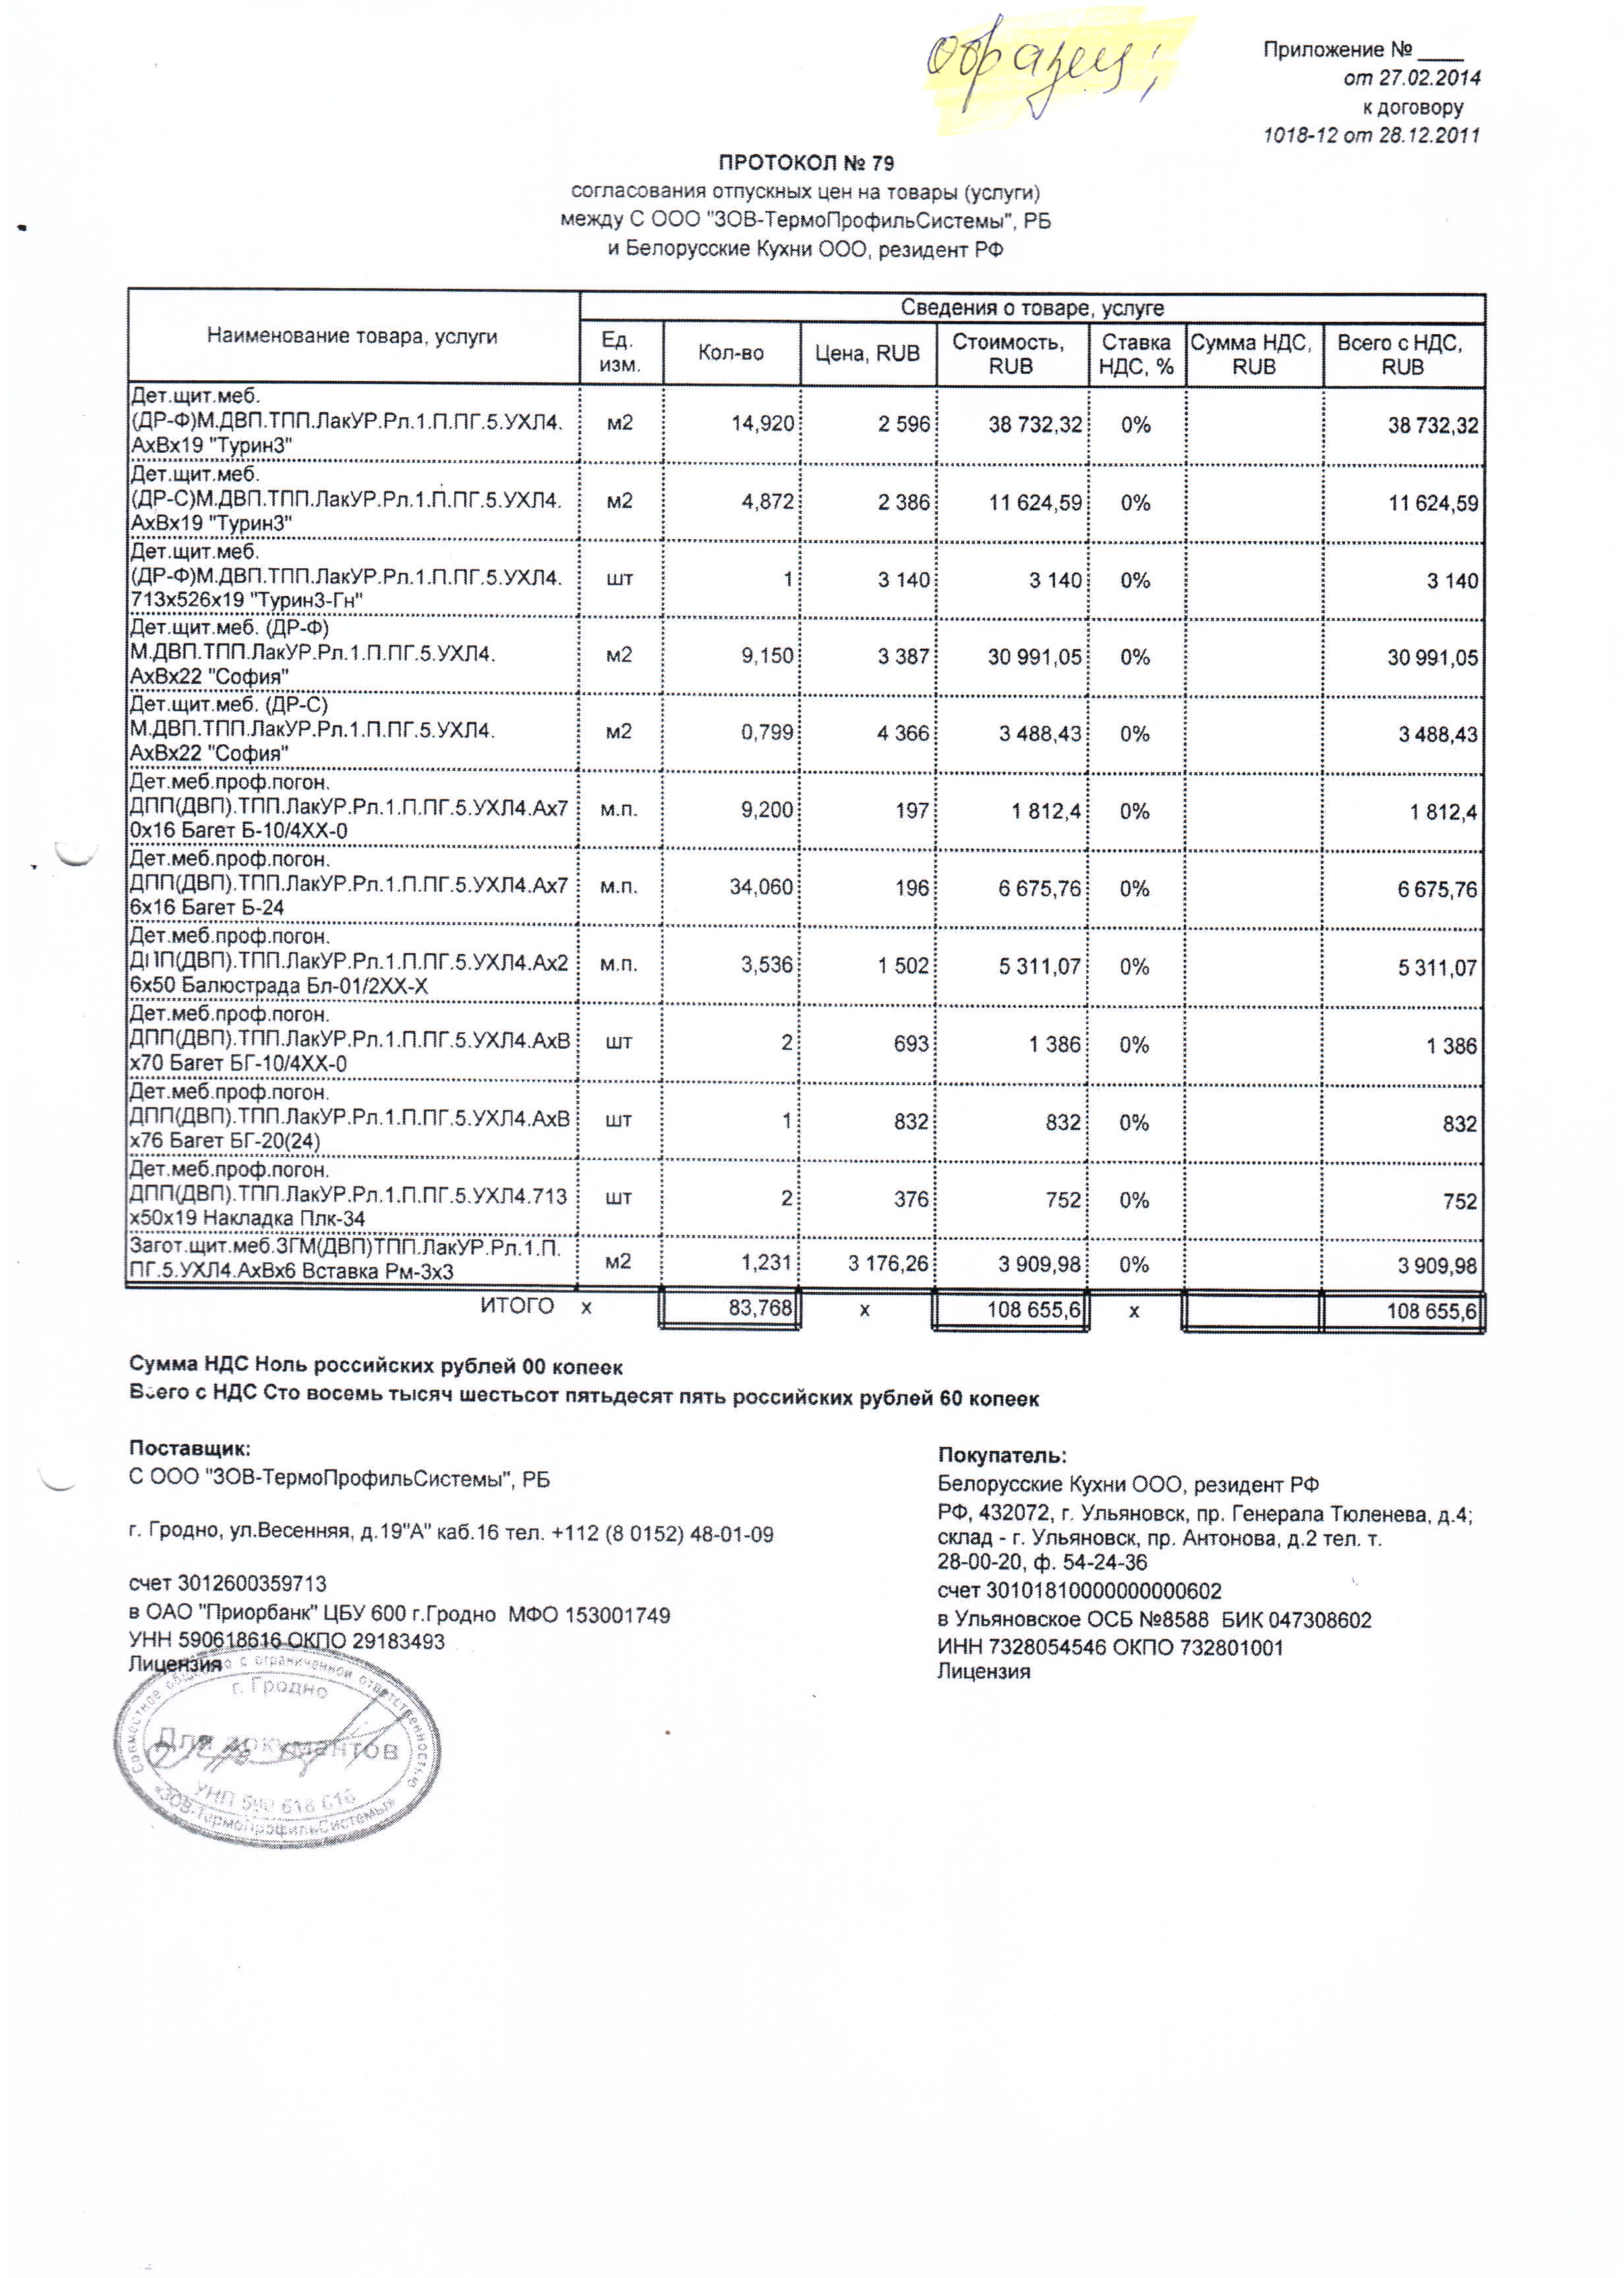 образец;
Приложение № ____
от 27.02.2014
к договору
1018-12 от 28.12.2011
ПРОТОКОЛ № 79
согласования отпускных цен на товары (услуги)
между С ООО "ЗОВ-ТермоПрофильСистемы", РБ
и Белорусские Кухни ООО, резидент РФ
Наименование товара, услуги
Сведения о товаре, услуге
Ед. изм. Кол-во Цена, RUB Стоимость, RUB Ставка НДС, % Сумма НДС, RUB Всего с НДС, RUB
Дет.щит.меб.
(ДР-Ф)М.ДВП.ТПП.ЛакУР.Рл.1.П.ПГ.5.УХЛ4. м2 14,920 2 596 38 732,32 0% 38 732,32
АхВх19 "Турин3"
Дет.щит.меб.
(ДР-С)М.ДВП.ТПП.ЛакУР.Рл.1.П.ПГ.5.УХЛ4. м2 4,872 2 386 11 624,59 0% 11 624,59
АхВх19 "Турин3"
Дет.щит.меб.
(ДР-Ф)М.ДВП.ТПП.ЛакУР.Рл.1.П.ПГ.5.УХЛ4. шт 1 3 140 3 140 0% 3 140
713х526х19 "Турин3-Гн"
Дет.щит.меб. (ДР-Ф)
М.ДВП.ТПП.ЛакУР.Рл.1.П.ПГ.5.УХЛ4. м2 9,150 3 387 30 991,05 0% 30 991,05
АхВх22 "София"
Дет.щит.меб. (ДР-С)
М.ДВП.ТПП.ЛакУР.Рл.1.П.ПГ.5.УХЛ4. м2 0,799 4 366 3 488,43 0% 3 488,43
АхВх22 "София"
Дет.меб.проф.погон.
ДПП(ДВП).ТПП.ЛакУР.Рл.1.П.ПГ.5.УХЛ4.Ах7 м.п. 9,200 197 1 812,4 0% 1 812,4
0х16 Багет Б-10/4ХХ-0
Дет.меб.проф.погон.
ДПП(ДВП).ТПП.ЛакУР.Рл.1.П.ПГ.5.УХЛ4.Ах7 м.п. 34,060 196 6 675,76 0% 6 675,76
6х16 Багет Б-24
Дет.меб.проф.погон.
ДПП(ДВП).ТПП.ЛакУР.Рл.1.П.ПГ.5.УХЛ4.Ах2 м.п. 3,536 1 502 5 311,07 0% 5 311,07
6х50 Балюстрада Бл-01/2ХХ-Х
Дет.меб.проф.погон.
ДПП(ДВП).ТПП.ЛакУР.Рл.1.П.ПГ.5.УХЛ4.АхВ шт 2 693 1 386 0% 1 386
х70 Багет БГ-10/4ХХ-0
Дет.меб.проф.погон.
ДПП(ДВП).ТПП.ЛакУР.Рл.1.П.ПГ.5.УХЛ4.АхВ шт 1 832 832 0% 832
х76 Багет БГ-20(24)
Дет.меб.проф.погон.
ДПП(ДВП).ТПП.ЛакУР.Рл.1.П.ПГ.5.УХЛ4.713 шт 2 376 752 0% 752
х50х19 Накладка Плк-34
Загот.щит.меб.ЗГМ(ДВП)ТПП.ЛакУР.Рл.1.П. м2 1,231 3 176,26 3 909,98 0% 3 909,98
ПГ.5.УХЛ4.АхВх6 Вставка Рм-3х3
ИТОГО х 83,768 х 108 655,6 х 108 655,6
Сумма НДС Ноль российских рублей 00 копеек
Всего с НДС Сто восемь тысяч шестьсот пятьдесят пять российских рублей 60 копеек
Поставщик:
С ООО "ЗОВ-ТермоПрофильСистемы", РБ
г. Гродно, ул.Весенняя, д.19"А" каб.16 тел. +112 (8 0152) 48-01-09
счет 3012600359713
в ОАО "Приорбанк" ЦБУ 600 г.Гродно МФО 153001749
УНН 590618616 ОКПО 29183493
Лицензия
Покупатель:
Белорусские Кухни ООО, резидент РФ
РФ, 432072, г. Ульяновск, пр. Генерала Тюленева, д.4;
склад - г. Ульяновск, пр. Антонова, д.2 тел. т.
28-00-20, ф. 54-24-36
счет 30101810000000000602
в Ульяновское ОСБ №8588 БИК 047308602
ИНН 7328054546 ОКПО 732801001
Лицензия
Совместное общество с ограниченной ответственностью
г. Гродно
Для документов
УНП 590 618 616
«ЗОВ-ТермоПрофильСистемы»